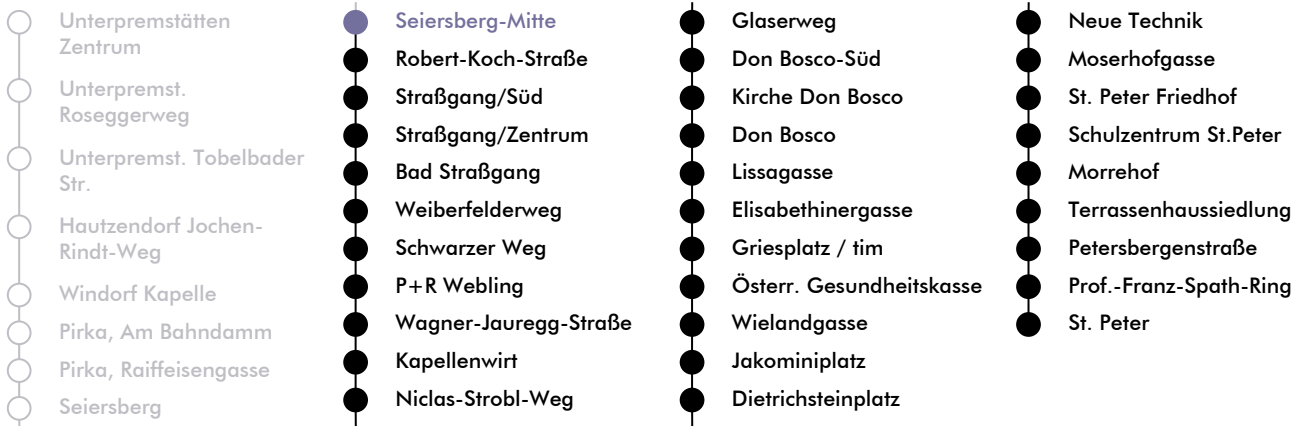 Unterpremstätten
Zentrum
Unterpremst.
Roseggerweg
Unterpremst. Tobelbader
Str.
Hautzendorf Jochen-
Rindt-Weg
Windorf Kapelle
Pirka, Am Bahndamm
Pirka, Raiffeisengasse
Seiersberg
Seiersberg-Mitte
Robert-Koch-Straße
Straßgang/Süd
Straßgang/Zentrum
Bad Straßgang
Weiberfelderweg
Schwarzer Weg
P+R Webling
Wagner-Jauregg-Straße
Kapellenwirt
Niclas-Strobl-Weg
Glaserweg
Don Bosco-Süd
Kirche Don Bosco
Don Bosco
Lissagasse
Elisabethinergasse
Griesplatz / tim
Österr. Gesundheitskasse
Wielandgasse
Jakominiplatz
Dietrichsteinplatz
Neue Technik
Moserhofgasse
St. Peter Friedhof
Schulzentrum St.Peter
Morrehof
Terrassenhaussiedlung
Petersbergenstraße
Prof.-Franz-Spath-Ring
St. Peter